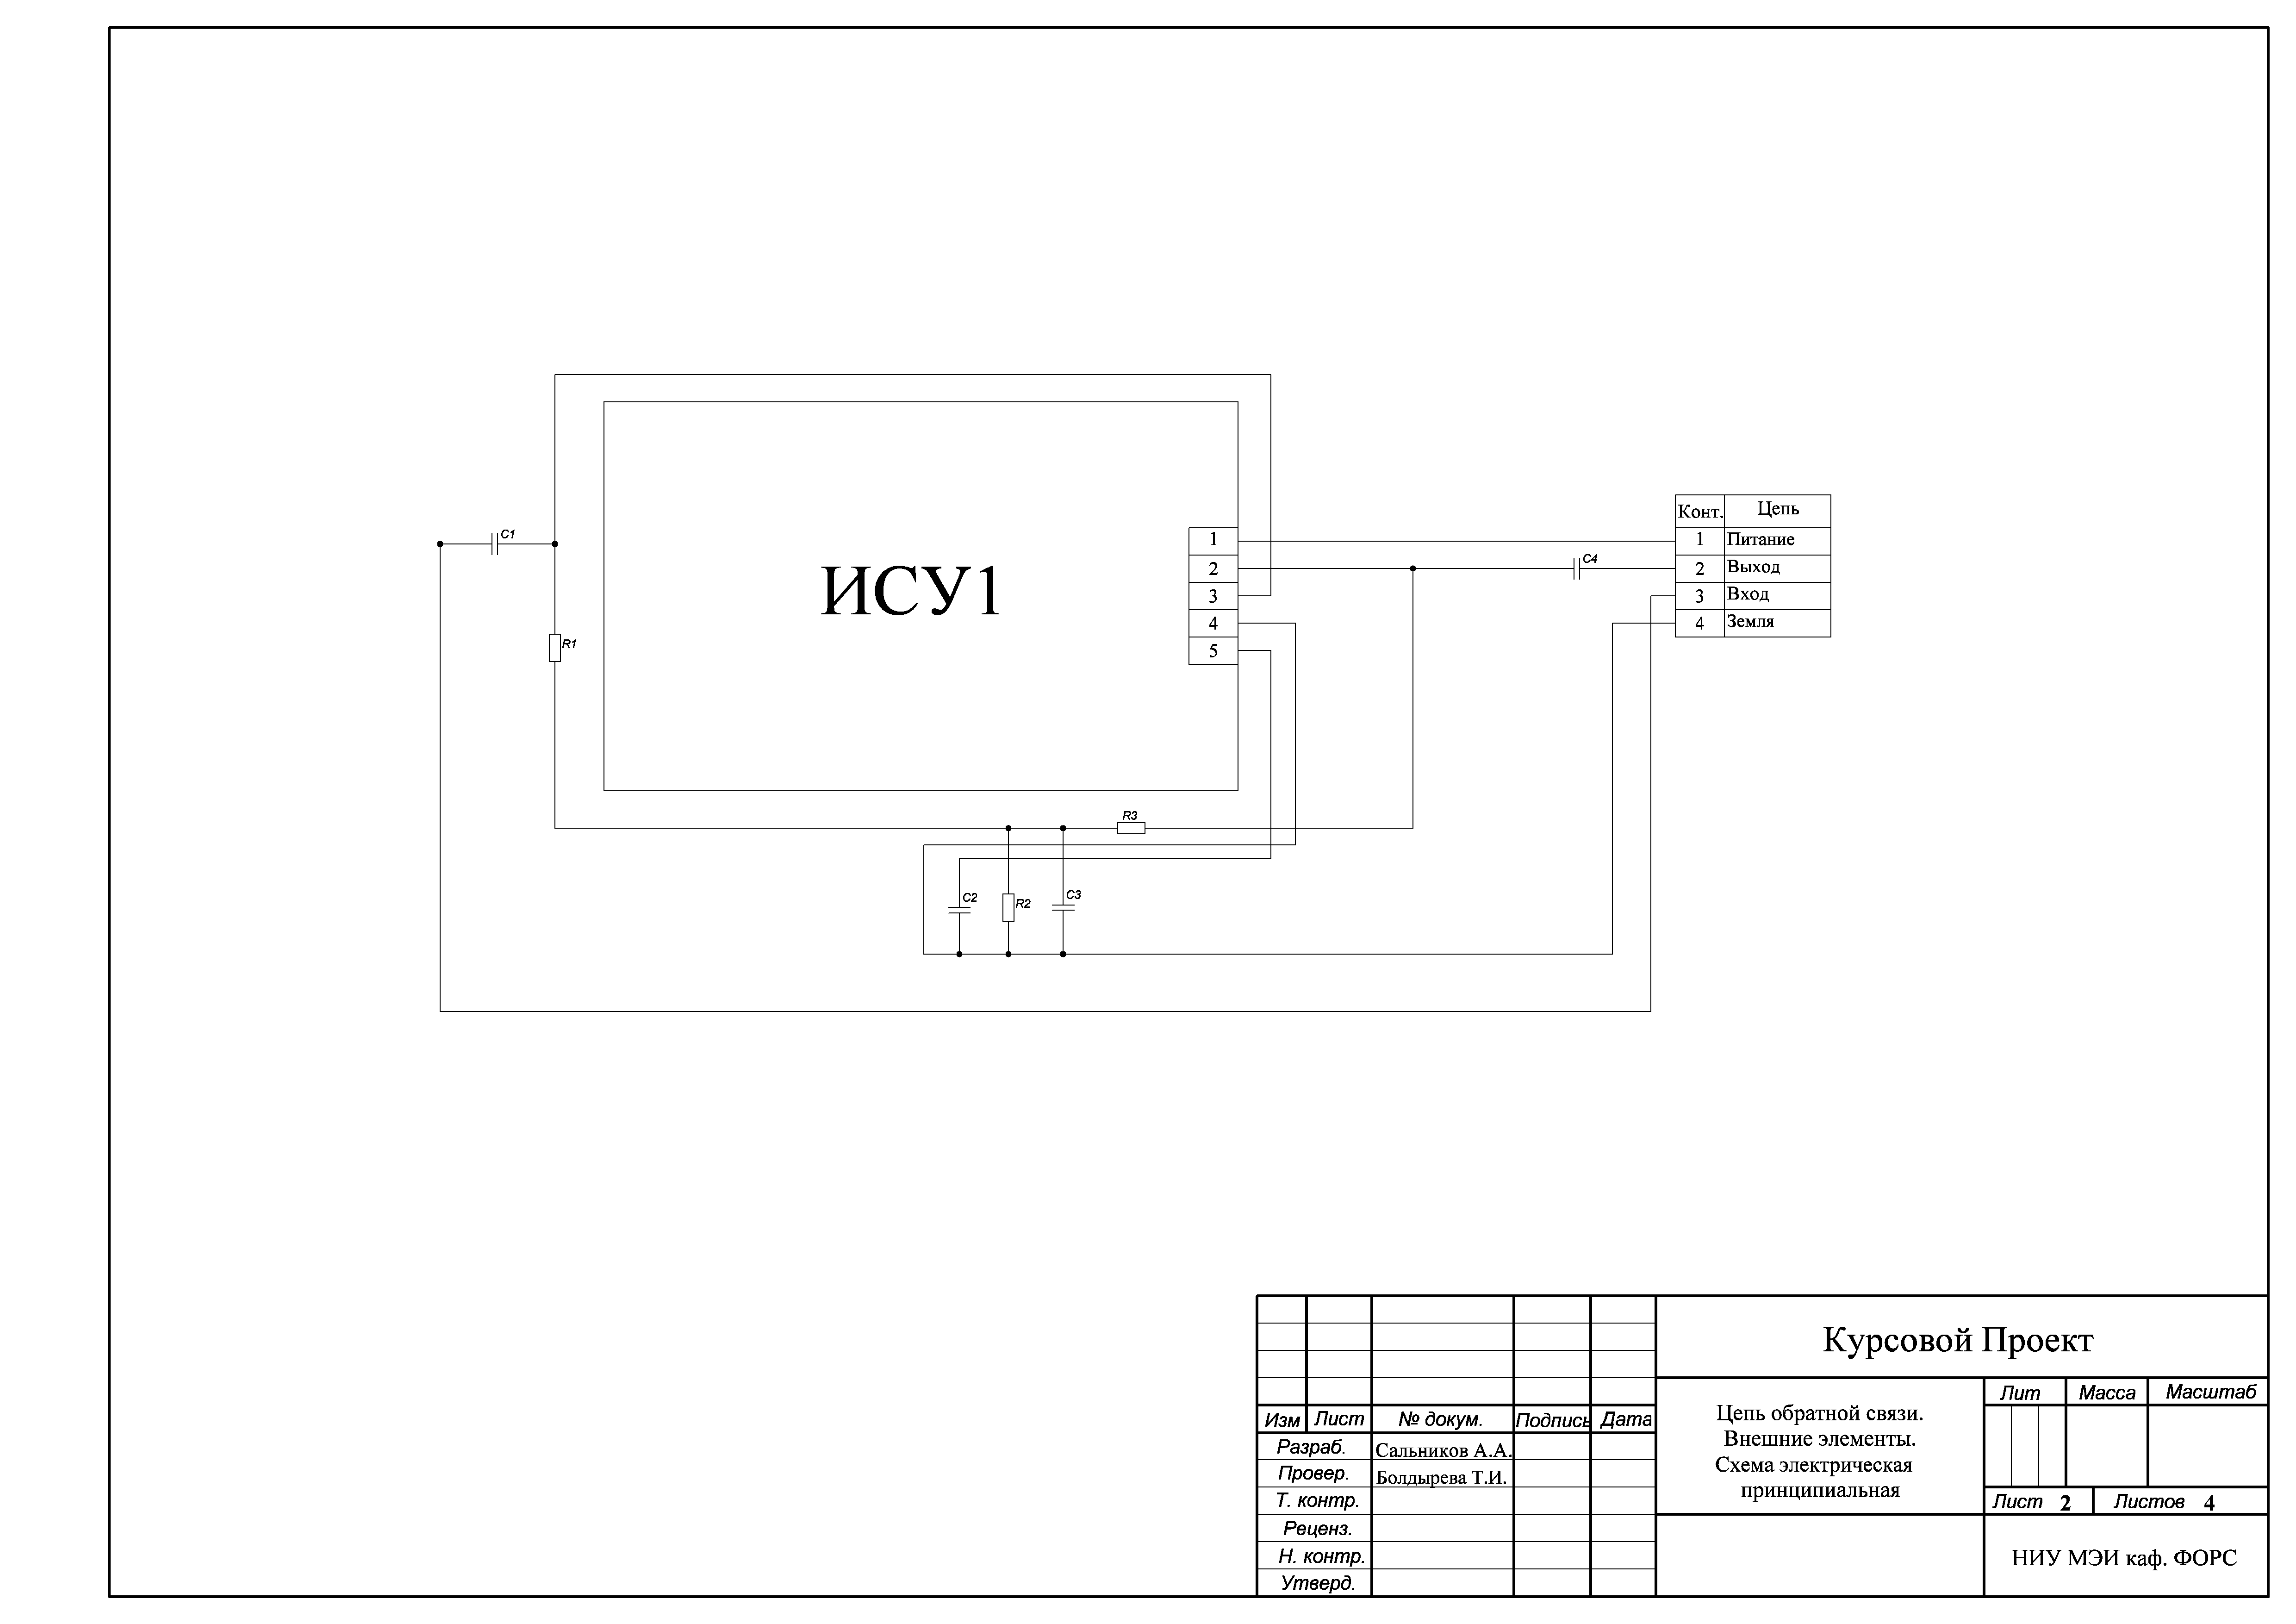 C1
R1
ИСУ1
1
2
3
4
5
R3
C2
R2
C3
C4
Конт. Цепь
1 Питание
2 Выход
3 Вход
4 Земля
Курсовой Проект
Цепь обратной связи.
Внешние элементы.
Схема электрическая
принципиальная
Лит Масса Масштаб
Лист 2 Листов 4
НИУ МЭИ каф. ФОРС
Изм Лист № докум. Подпись Дата
Разраб. Сальников А.А.
Провер. Болдырева Т.И.
Т. контр.
Реценз.
Н. контр.
Утверд.